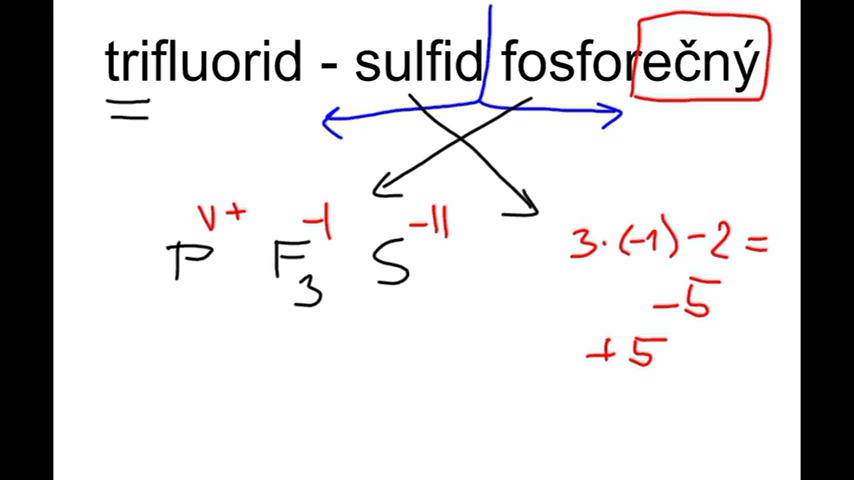 trifluorid - sulfid fosforečný
P^V+ F₃^-I S^-II
3·(-1)-2=
-5
+5